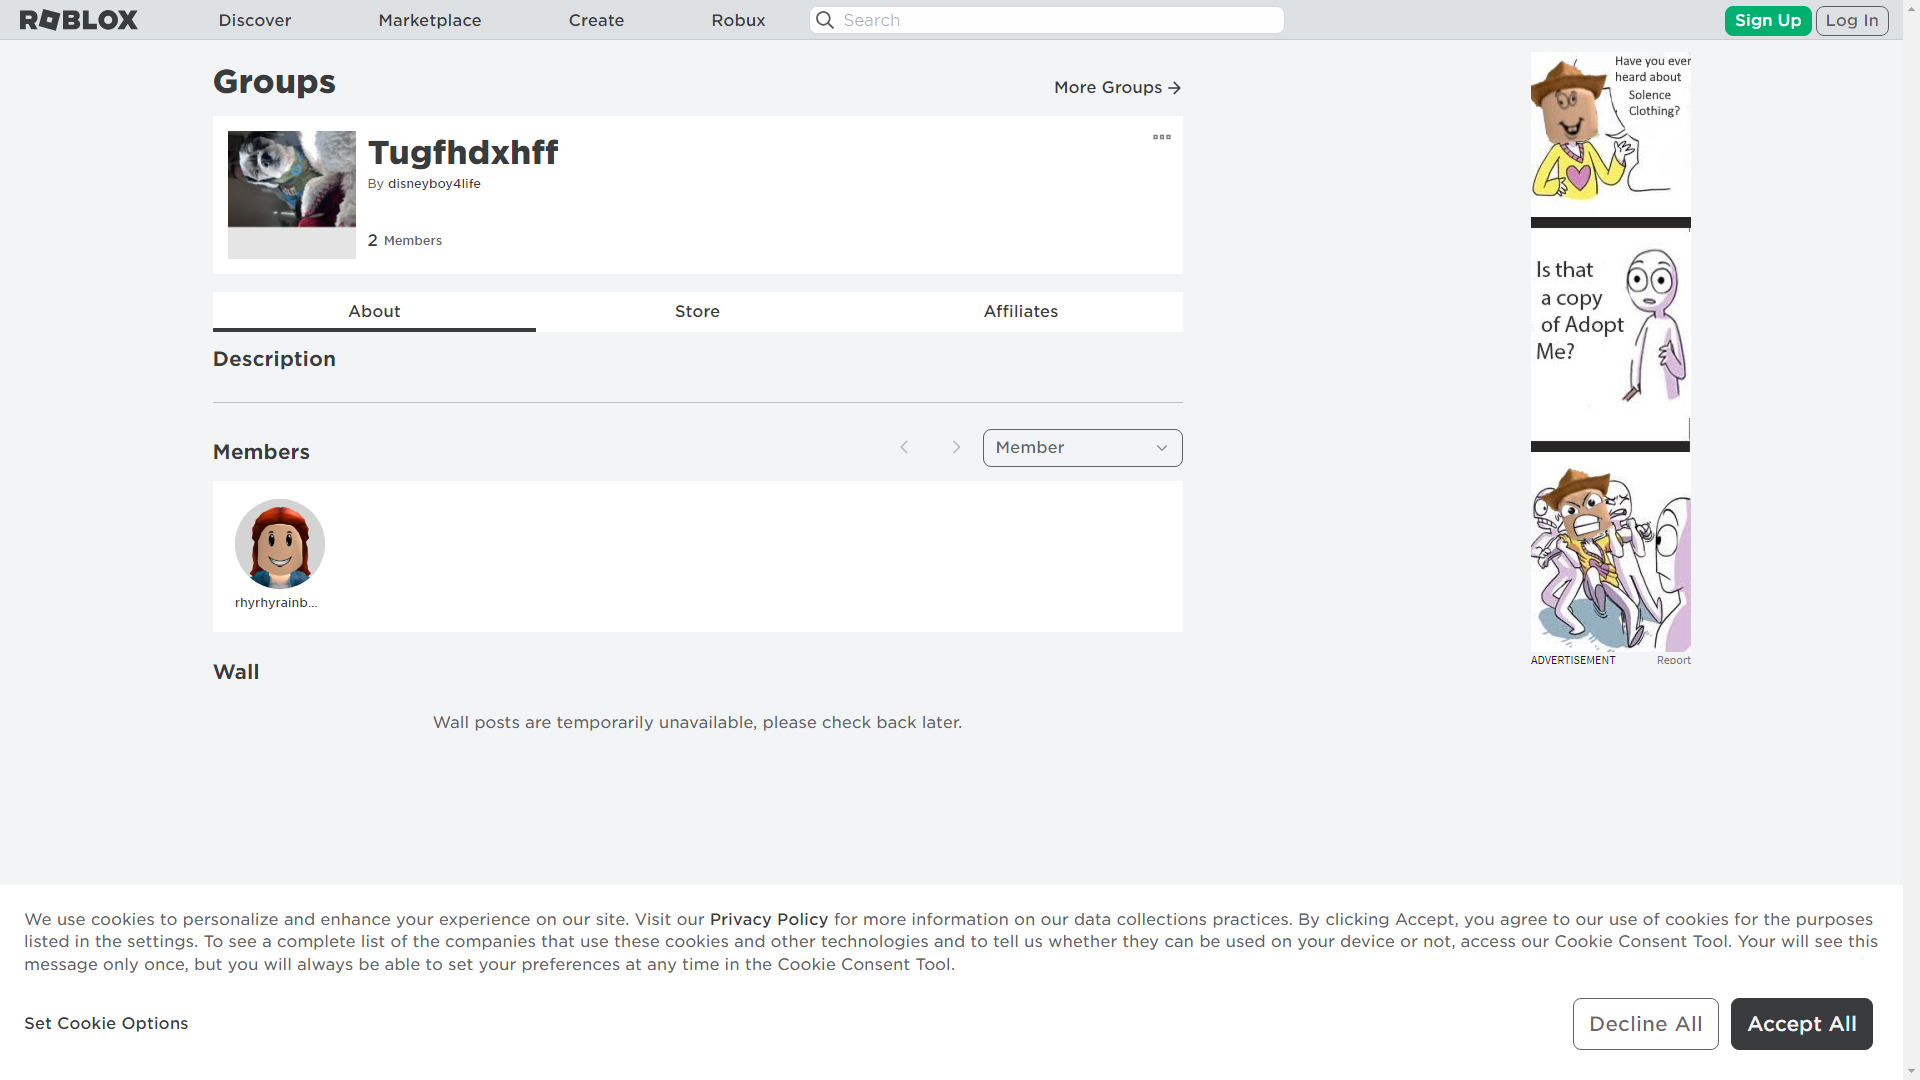 ROBLOX
Discover
Marketplace
Create
Robux
Search
Sign Up
Log In
Groups
More Groups
Tugfhdxhff
By disneyboy4life
2 Members
About
Store
Affiliates
Description
Members
Member
rhyrhyrainb...
Wall
Wall posts are temporarily unavailable, please check back later.
Have you ever
heard about
Solence
Clothing?
Is that
a copy
of Adopt
Me?
ADVERTISEMENT
Report
We use cookies to personalize and enhance your experience on our site. Visit our Privacy Policy for more information on our data collections practices. By clicking Accept, you agree to our use of cookies for the purposes
listed in the settings. To see a complete list of the companies that use these cookies and other technologies and to tell us whether they can be used on your device or not, access our Cookie Consent Tool. Your will see this
message only once, but you will always be able to set your preferences at any time in the Cookie Consent Tool.
Set Cookie Options
Decline All
Accept All